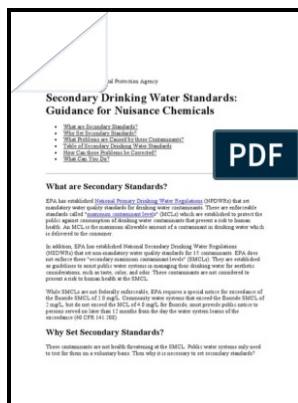 al Protection Agency
Secondary Drinking Water Standards:
Guidance for Nuisance Chemicals
What are Secondary Standards?
Why Set Secondary Standards?
What Problems are Caused by these Contaminants?
Table of Secondary Drinking Water Standards
How Can these Problems be Corrected?
What Can You Do?
PDF
What are Secondary Standards?
EPA has established National Primary Drinking Water Regulations (NPDWRs) that set
mandatory water quality standards for drinking water contaminants. These are enforceable
standards called "maximum contaminant levels" (MCLs) which are established to protect the
public against consumption of drinking water contaminants that present a risk to human
health. An MCL is the maximum allowable amount of a contaminant in drinking water which
is delivered to the consumer.
In addition, EPA has established National Secondary Drinking Water Regulations
(NSDWRs) that set non-mandatory water quality standards for 15 contaminants. EPA does
not enforce these "secondary maximum contaminant levels" (SMCLs). They are established
as guidelines to assist public water systems in managing their drinking water for aesthetic
considerations, such as taste, color, and odor. These contaminants are not considered to
present a risk to human health at the SMCL.
While SMCLs are not federally enforceable, EPA requires a special notice for exceedance of
the fluoride SMCL of 2.0 mg/L. Community water systems that exceed the fluoride SMCL of
2 mg/L, but do not exceed the MCL of 4.0 mg/L for fluoride, must provide public notice to
persons served no later than 12 months from the day the water system learns of the
exceedance (40 CFR 141.208)
Why Set Secondary Standards?
These contaminants are not health threatening at the SMCL. Public water systems only need
to test for them on a voluntary basis. Then why it is necessary to set secondary standards?